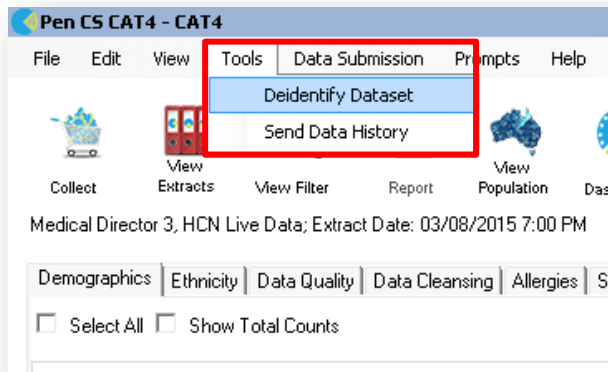 Pen CS CAT4 - CAT4
File Edit View Tools Data Submission Prompts Help
Deidentify Dataset
Send Data History
Collect View Extracts View Filter Report View Population
Medical Director 3, HCN Live Data; Extract Date: 03/08/2015 7:00 PM
Demographics Ethnicity Data Quality Data Cleansing Allergies
Select All Show Total Counts